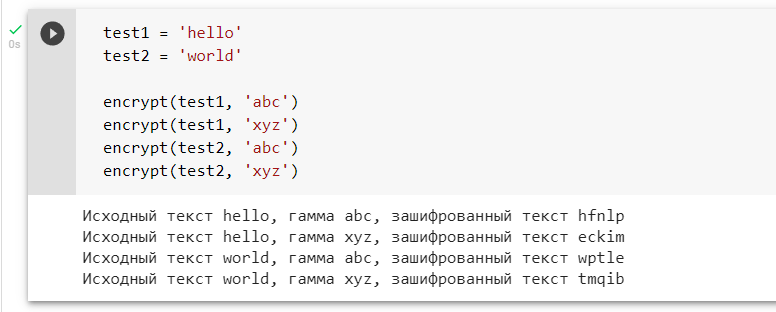 test1 = 'hello'
test2 = 'world'
encrypt(test1, 'abc')
encrypt(test1, 'xyz')
encrypt(test2, 'abc')
encrypt(test2, 'xyz')
0s
Исходный текст hello, гамма abc, зашифрованный текст hfnlp
Исходный текст hello, гамма xyz, зашифрованный текст eckim
Исходный текст world, гамма abc, зашифрованный текст wptle
Исходный текст world, гамма xyz, зашифрованный текст tmqib